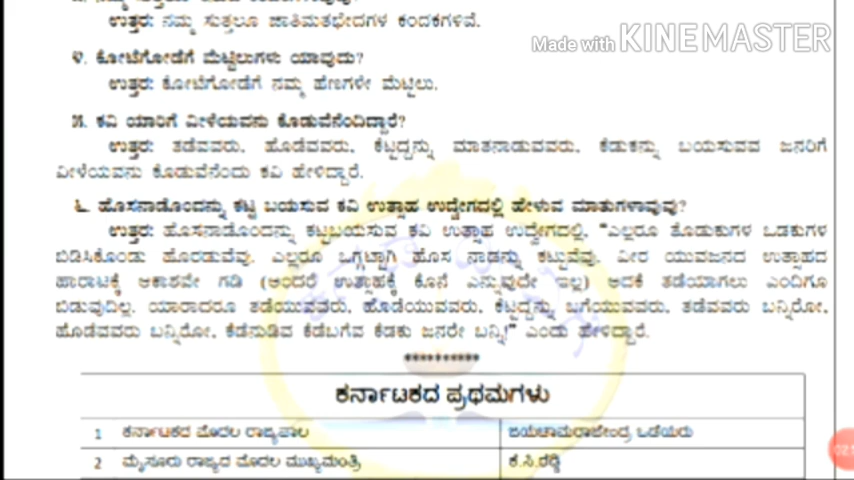 Made with KINEMASTER
ಉತ್ತರ: ನಮ್ಮ ಸುತ್ತಲೂ ಜಾತಿಮತಭೇದಗಳ ಕಂದಕಗಳಿವೆ.
೪. ಕೋಟೆಗೋಡೆಗೆ ಮೆಟ್ಟಿಲುಗಳು ಯಾವುದು?
ಉತ್ತರ: ಕೋಟೆಗೋಡೆಗೆ ನಮ್ಮ ಹೆಣಗಳೇ ಮೆಟ್ಟಿಲು.
೫. ಕವಿ ಯಾರಿಗೆ ವೀಳೆಯವನು ಕೊಡುವೆನೆಂದಿದ್ದಾರೆ?
ಉತ್ತರ: ತಡೆವವರು, ಹೊಡೆವವರು, ಕೆಟ್ಟದ್ದನ್ನು ಮಾತನಾಡುವವರು, ಕೆಡುಕನ್ನು ಬಯಸುವವ ಜನರಿಗೆ
ವೀಳೆಯವನು ಕೊಡುವೆನೆಂದು ಕವಿ ಹೇಳಿದ್ದಾರೆ.
೬. ಹೊಸನಾಡೊಂದನ್ನು ಕಟ್ಟ ಬಯಸುವ ಕವಿ ಉತ್ಸಾಹ ಉದ್ವೇಗದಲ್ಲಿ ಹೇಳುವ ಮಾತುಗಳಾವುವು?
ಉತ್ತರ: ಹೊಸನಾಡೊಂದನ್ನು ಕಟ್ಟಬಯಸುವ ಕವಿ ಉತ್ಸಾಹ ಉದ್ವೇಗದಲ್ಲಿ, "ಎಲ್ಲರೂ ತೊಡುಕುಗಳ ಒಡಕುಗಳ
ಬಿಡಿಸಿಕೊಂಡು ಹೊರಡುವೆವು. ಎಲ್ಲರೂ ಒಗ್ಗಟ್ಟಾಗಿ ಹೊಸ ನಾಡನ್ನು ಕಟ್ಟುವೆವು. ವೀರ ಯುವಜನದ ಉತ್ಸಾಹದ
ಹಾರಾಟಕ್ಕೆ ಆಕಾಶವೇ ಗಡಿ (ಅಂದರೆ ಉತ್ಸಾಹಕ್ಕೆ ಕೊನೆ ಎನ್ನುವುದೇ ಇಲ್ಲ) ಅದಕೆ ತಡೆಯಾಗಲು ಎಂದಿಗೂ
ಬಿಡುವುದಿಲ್ಲ. ಯಾರಾದರೂ ತಡೆಯುವವರು, ಹೊಡೆಯುವವರು, ಕೆಟ್ಟದ್ದನ್ನು ಬಗೆಯುವವರು, ತಡೆವವರು ಬನ್ನಿರೋ,
ಹೊಡೆವವರು ಬನ್ನಿರೋ, ಕೆಡೆನುಡಿವ ಕೆಡೆಬಗೆವ ಕೆಡಕು ಜನರೇ ಬನ್ನಿ!" ಎಂದು ಹೇಳಿದ್ದಾರೆ.
**********
ಕರ್ನಾಟಕದ ಪ್ರಥಮಗಳು
1 ಕರ್ನಾಟಕದ ಮೊದಲ ರಾಜ್ಯಪಾಲ ಜಯಚಾಮರಾಜೇಂದ್ರ ಒಡೆಯರು
2 ಮೈಸೂರು ರಾಜ್ಯದ ಮೊದಲ ಮುಖ್ಯಮಂತ್ರಿ ಕೆ.ಸಿ.ರೆಡ್ಡಿ